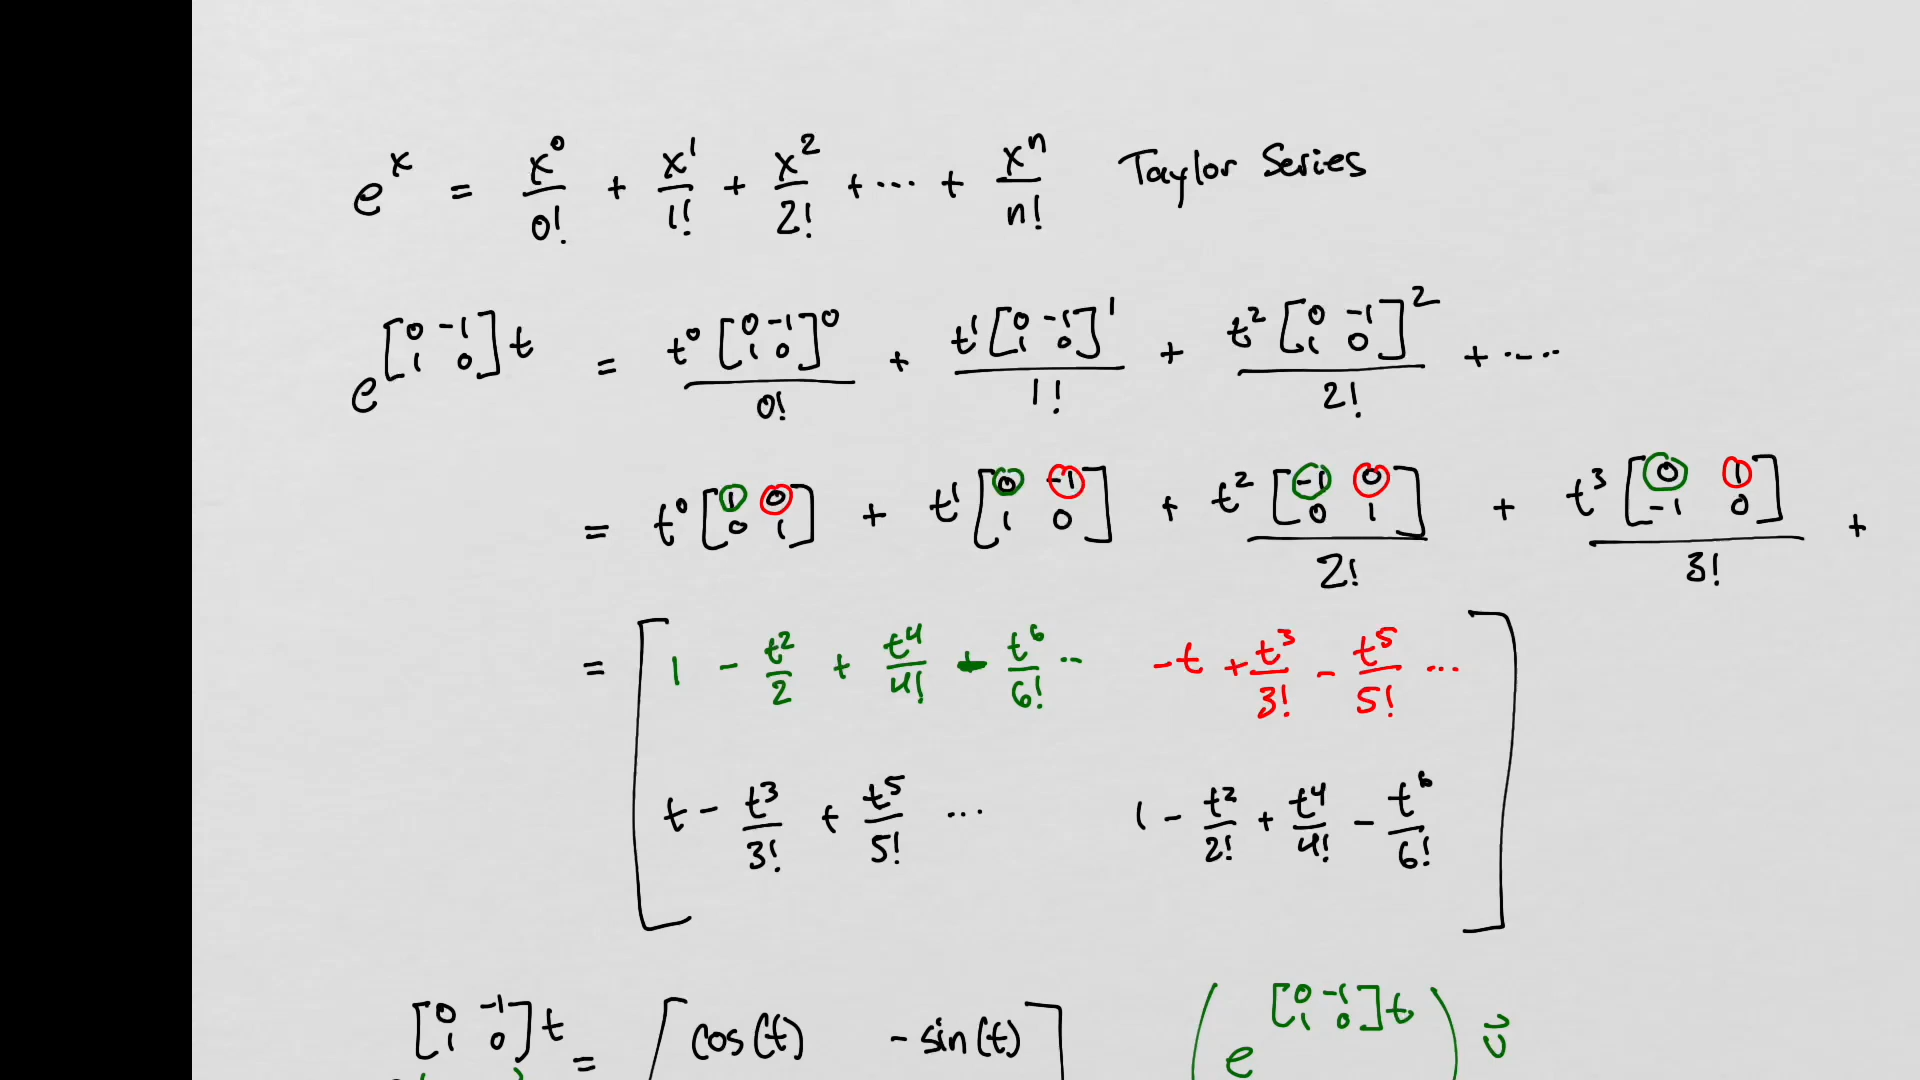 e^x = x^0/0! + x^1/1! + x^2/2! + ... + x^n/n! Taylor Series
e^([0 -1; 1 0] t) = t^0 [0 -1; 1 0]^0 / 0! + t^1 [0 -1; 1 0]^1 / 1! + t^2 [0 -1; 1 0]^2 / 2! + ....
= t^0 [1 0; 0 1] + t^1 [0 -1; 1 0] + t^2 [-1 0; 0 1] / 2! + t^3 [0 1; -1 0] / 3! +
= [1 - t^2/2 + t^4/4! - t^6/6! .. -t + t^3/3! - t^5/5! ...
t - t^3/3! + t^5/5! ... 1 - t^2/2! + t^4/4! - t^6/6!]
[0 -1; 1 0] t = [cos(t) -sin(t)] (e^([0 -1; 1 0] t))